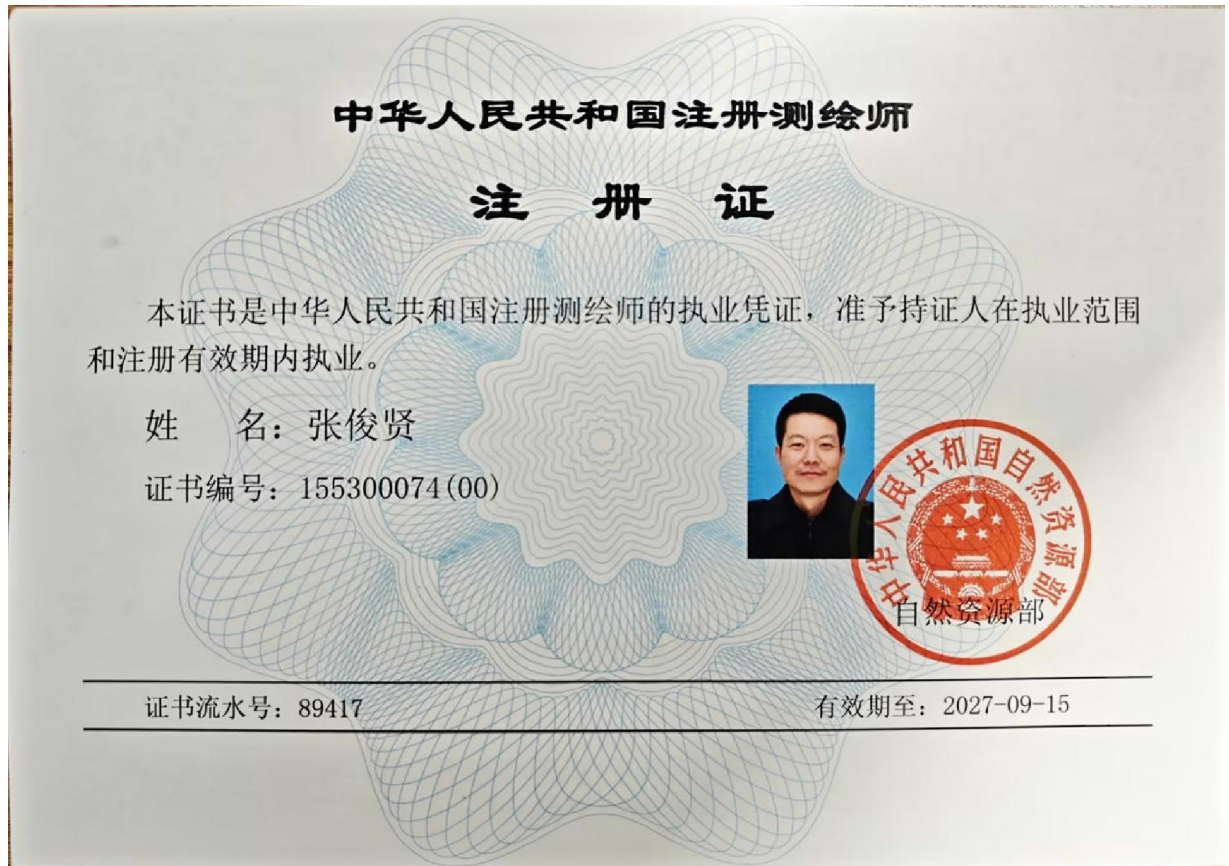 中华人民共和国注册测绘师
注 册 证
本证书是中华人民共和国注册测绘师的执业凭证，准予持证人在执业范围
和注册有效期内执业。
姓 名：张俊贤
证书编号：155300074(00)
中华人民共和国自然资源部
自然资源部
证书流水号：89417
有效期至：2027-09-15